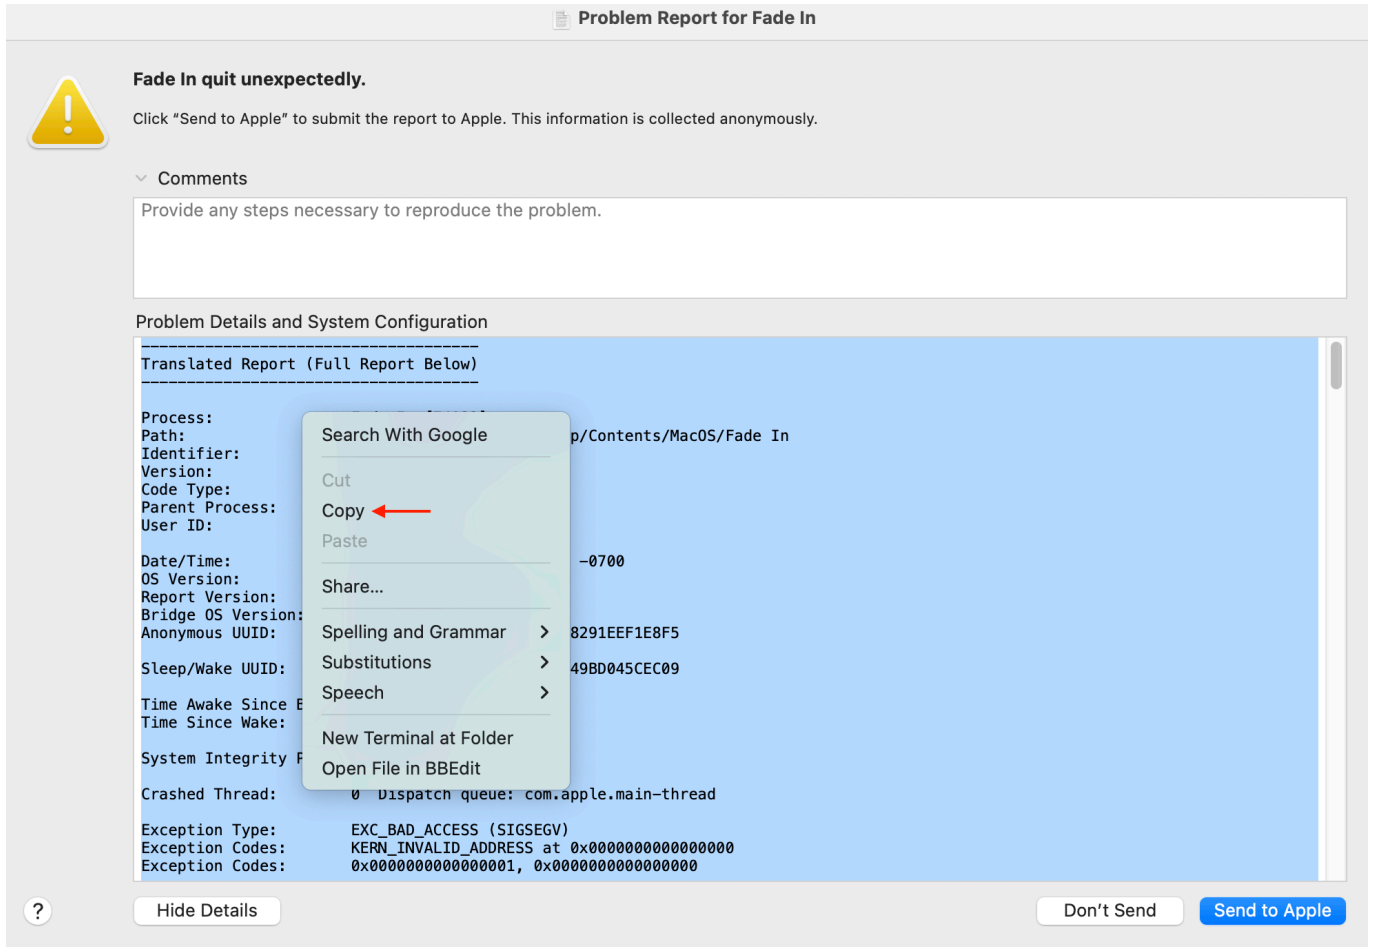 Problem Report for Fade In
Fade In quit unexpectedly.
Click “Send to Apple” to submit the report to Apple. This information is collected anonymously.
Comments
Provide any steps necessary to reproduce the problem.
Problem Details and System Configuration
-------------------------------------
Translated Report (Full Report Below)
-------------------------------------
Process:
Path: p/Contents/MacOS/Fade In
Identifier:
Version:
Code Type:
Parent Process:
User ID:
Date/Time: -0700
OS Version:
Report Version:
Bridge OS Version:
Anonymous UUID: 8291EEF1E8F5
Sleep/Wake UUID: 49BD045CEC09
Time Awake Since
Time Since Wake:
System Integrity
Crashed Thread: 0 Dispatch queue: com.apple.main-thread
Exception Type: EXC_BAD_ACCESS (SIGSEGV)
Exception Codes: KERN_INVALID_ADDRESS at 0x0000000000000000
Exception Codes: 0x0000000000000001, 0x0000000000000000
Search With Google
Cut
Copy
Paste
Share...
Spelling and Grammar
Substitutions
Speech
New Terminal at Folder
Open File in BBEdit
?
Hide Details
Don’t Send
Send to Apple